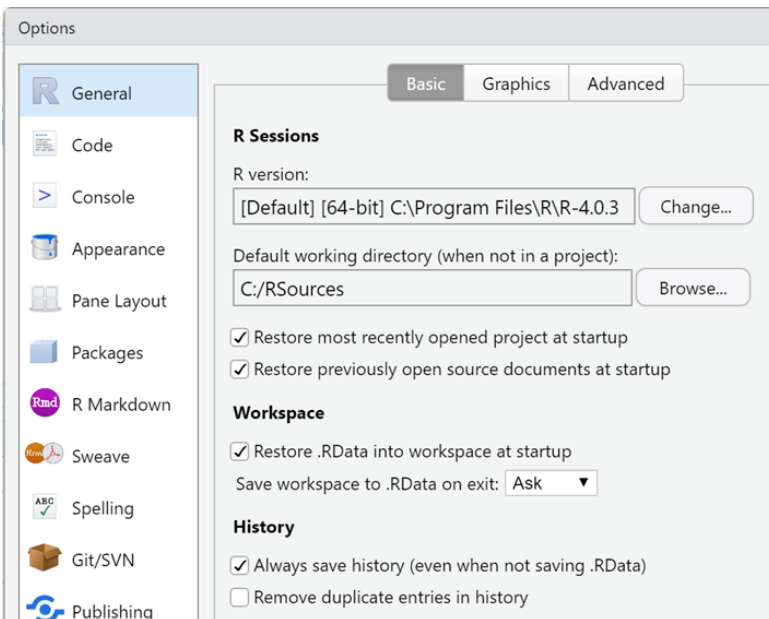 Options
General
Code
Console
Appearance
Pane Layout
Packages
Rmd
R Markdown
Rnw
Sweave
ABC
Spelling
Git/SVN
Publishing
Basic
Graphics
Advanced
R Sessions
R version:
[Default] [64-bit] C:\Program Files\R\R-4.0.3
Change...
Default working directory (when not in a project):
C:/RSources
Browse...
Restore most recently opened project at startup
Restore previously open source documents at startup
Workspace
Restore .RData into workspace at startup
Save workspace to .RData on exit: Ask
History
Always save history (even when not saving .RData)
Remove duplicate entries in history